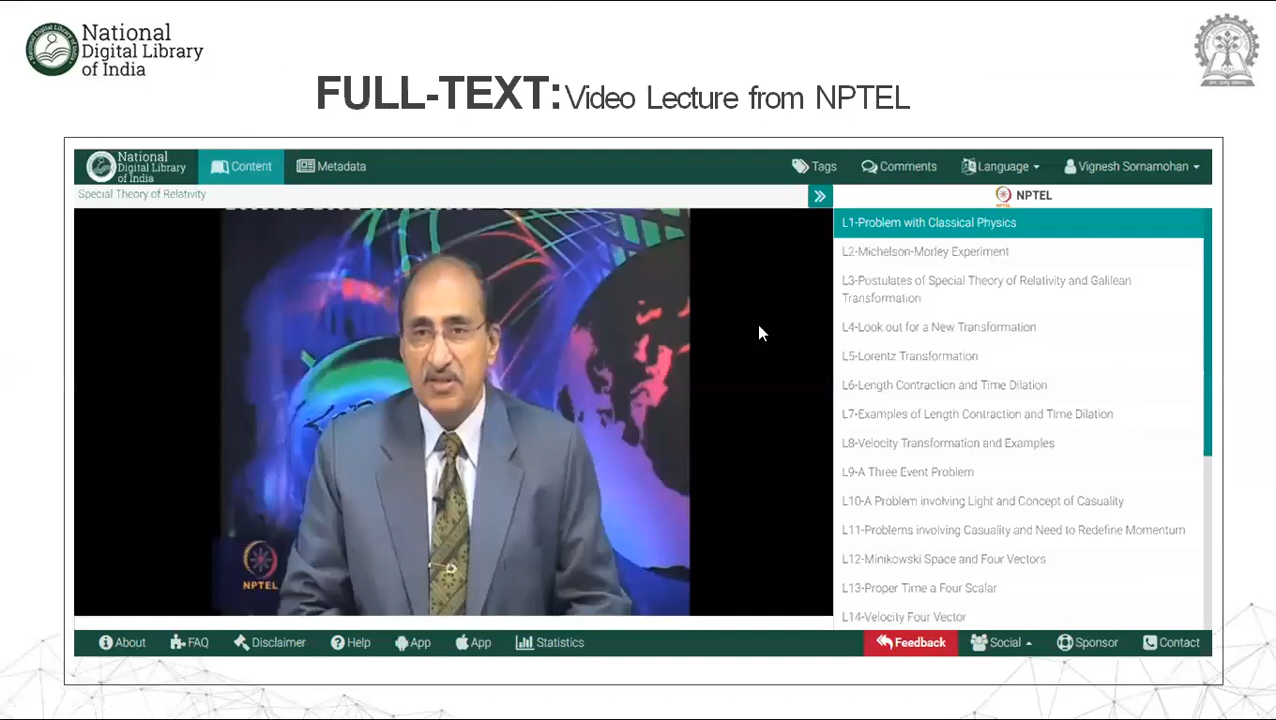 National
Digital Library
of India
FULL-TEXT: Video Lecture from NPTEL
National
Digital Library
of India
Content
Metadata
Tags
Comments
Language
Vignesh Sornamohan
Special Theory of Relativity
NPTEL
L1-Problem with Classical Physics
L2-Michelson-Morley Experiment
L3-Postulates of Special Theory of Relativity and Galilean
Transformation
L4-Look out for a New Transformation
L5-Lorentz Transformation
L6-Length Contraction and Time Dilation
L7-Examples of Length Contraction and Time Dilation
L8-Velocity Transformation and Examples
L9-A Three Event Problem
L10-A Problem involving Light and Concept of Casuality
L11-Problems involving Casuality and Need to Redefine Momentum
L12-Minikowski Space and Four Vectors
L13-Proper Time a Four Scalar
L14-Velocity Four Vector
NPTEL
About
FAQ
Disclaimer
Help
App
App
Statistics
Feedback
Social
Sponsor
Contact